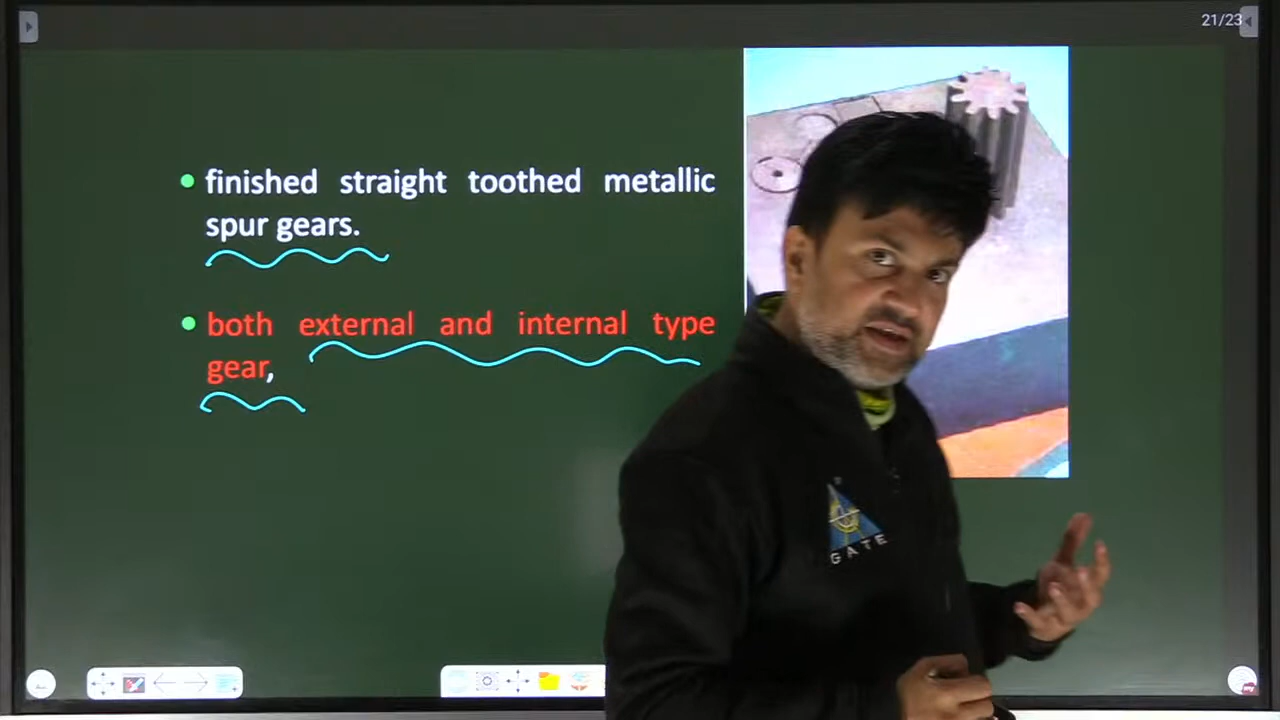 21/23
finished straight toothed metallic
spur gears.
both external and internal type
gear,
GATE